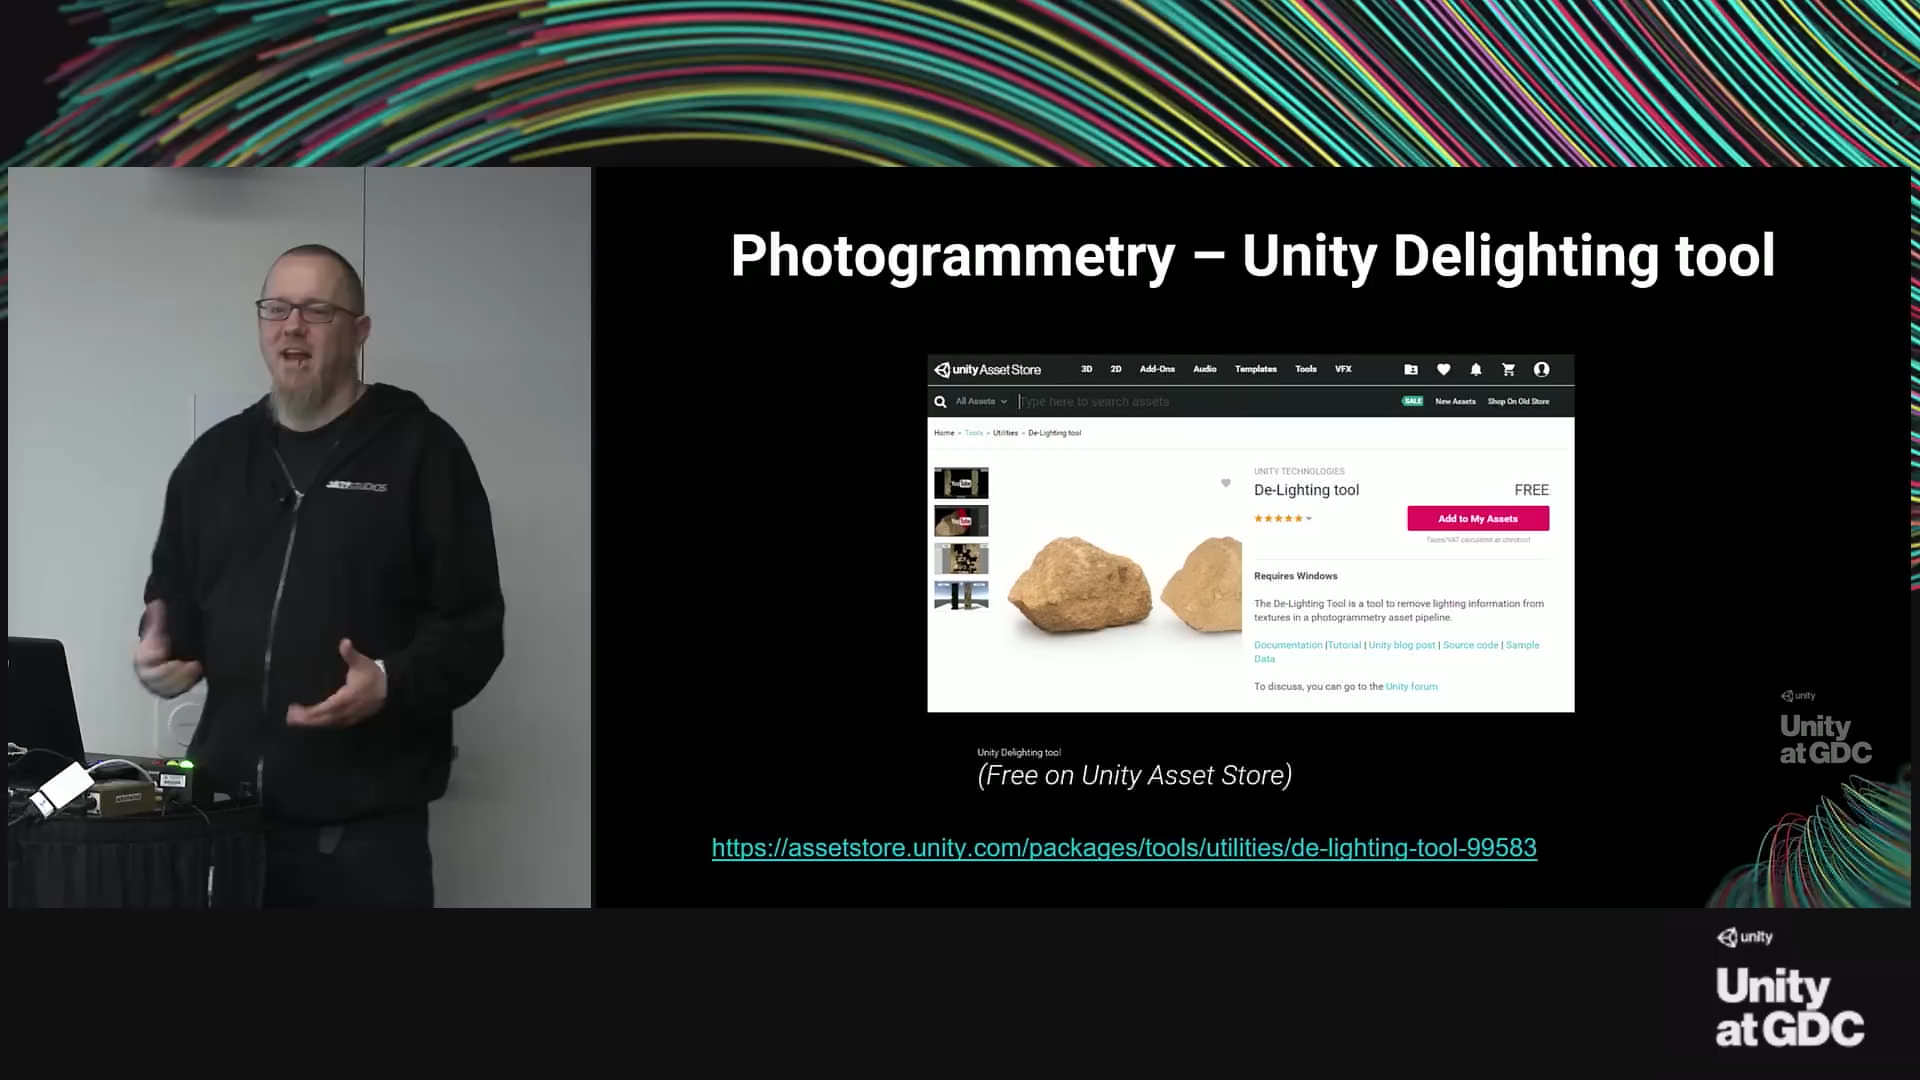 Photogrammetry – Unity Delighting tool
unity Asset Store
3D 2D Add-Ons Audio Templates Tools VFX
All Assets
Type here to search assets
SALE New Assets Shop On Old Store
Home Tools Utilities De-Lighting tool
YouTube
YouTube
UNITY TECHNOLOGIES
De-Lighting tool
FREE
Add to My Assets
Taxes/VAT calculated at checkout
Requires Windows
The De-Lighting Tool is a tool to remove lighting information from
textures in a photogrammetry asset pipeline.
Documentation |Tutorial | Unity blog post | Source code | Sample
Data
To discuss, you can go to the Unity forum
Unity Delighting tool
(Free on Unity Asset Store)
https://assetstore.unity.com/packages/tools/utilities/de-lighting-tool-99583
unity
Unity
at GDC
unity
Unity
at GDC